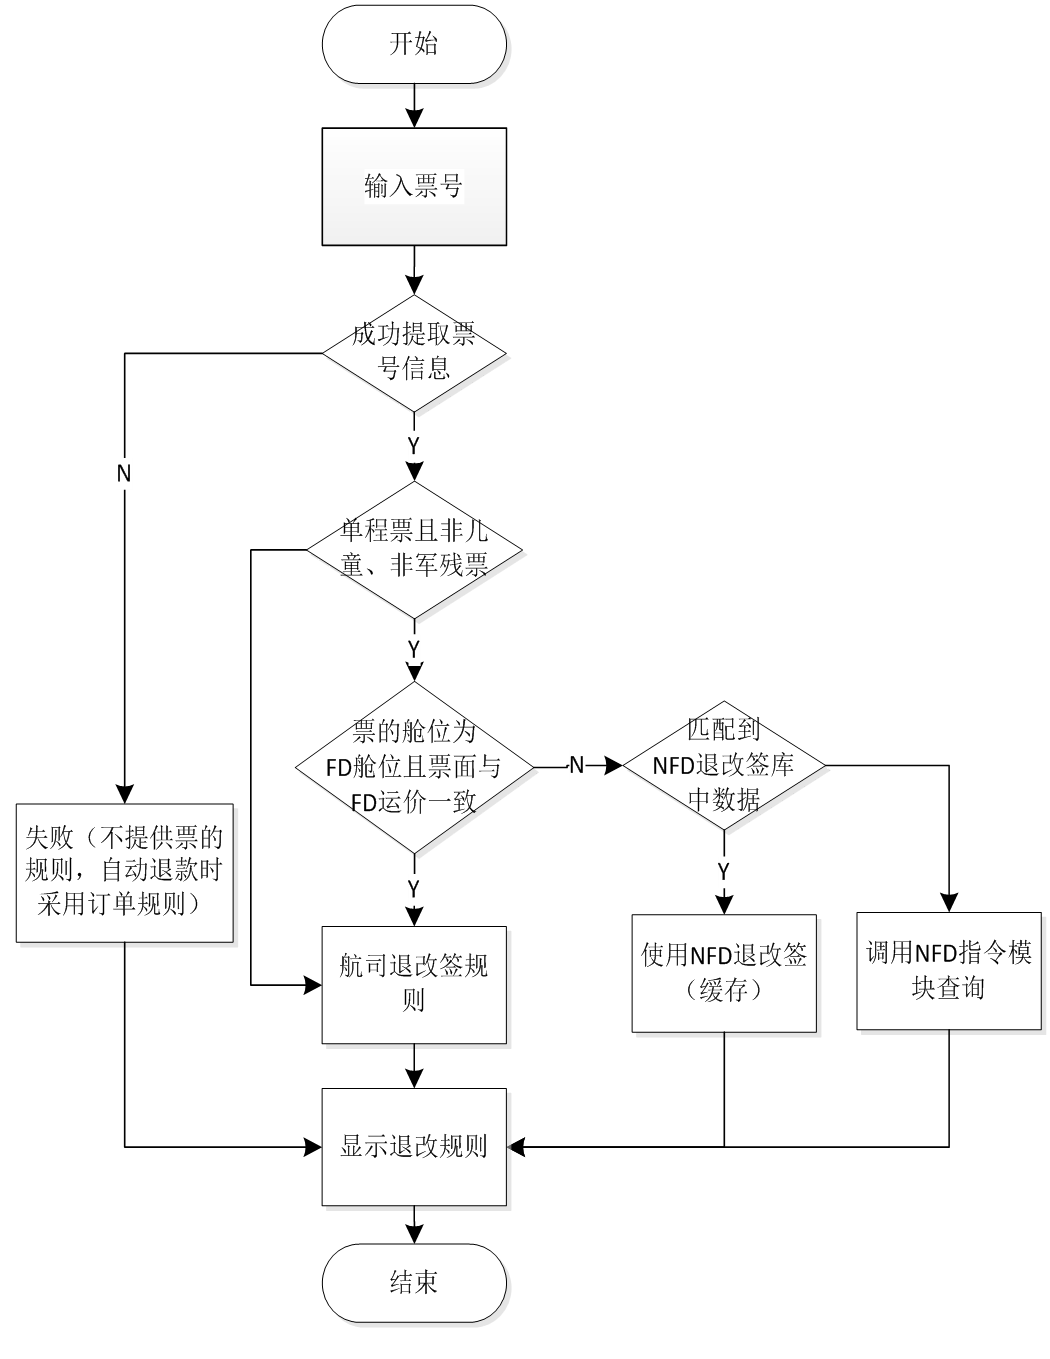 开始
输入票号
成功提取票
号信息
N
Y
单程票且非儿
童、非军残票
Y
票的舱位为
FD舱位且票面与
FD运价一致
N
匹配到
NFD退改签库
中数据
失败（不提供票的
规则，自动退款时
采用订单规则）
Y
Y
航司退改签规
则
使用NFD退改签
（缓存）
调用NFD指令模
块查询
显示退改规则
结束